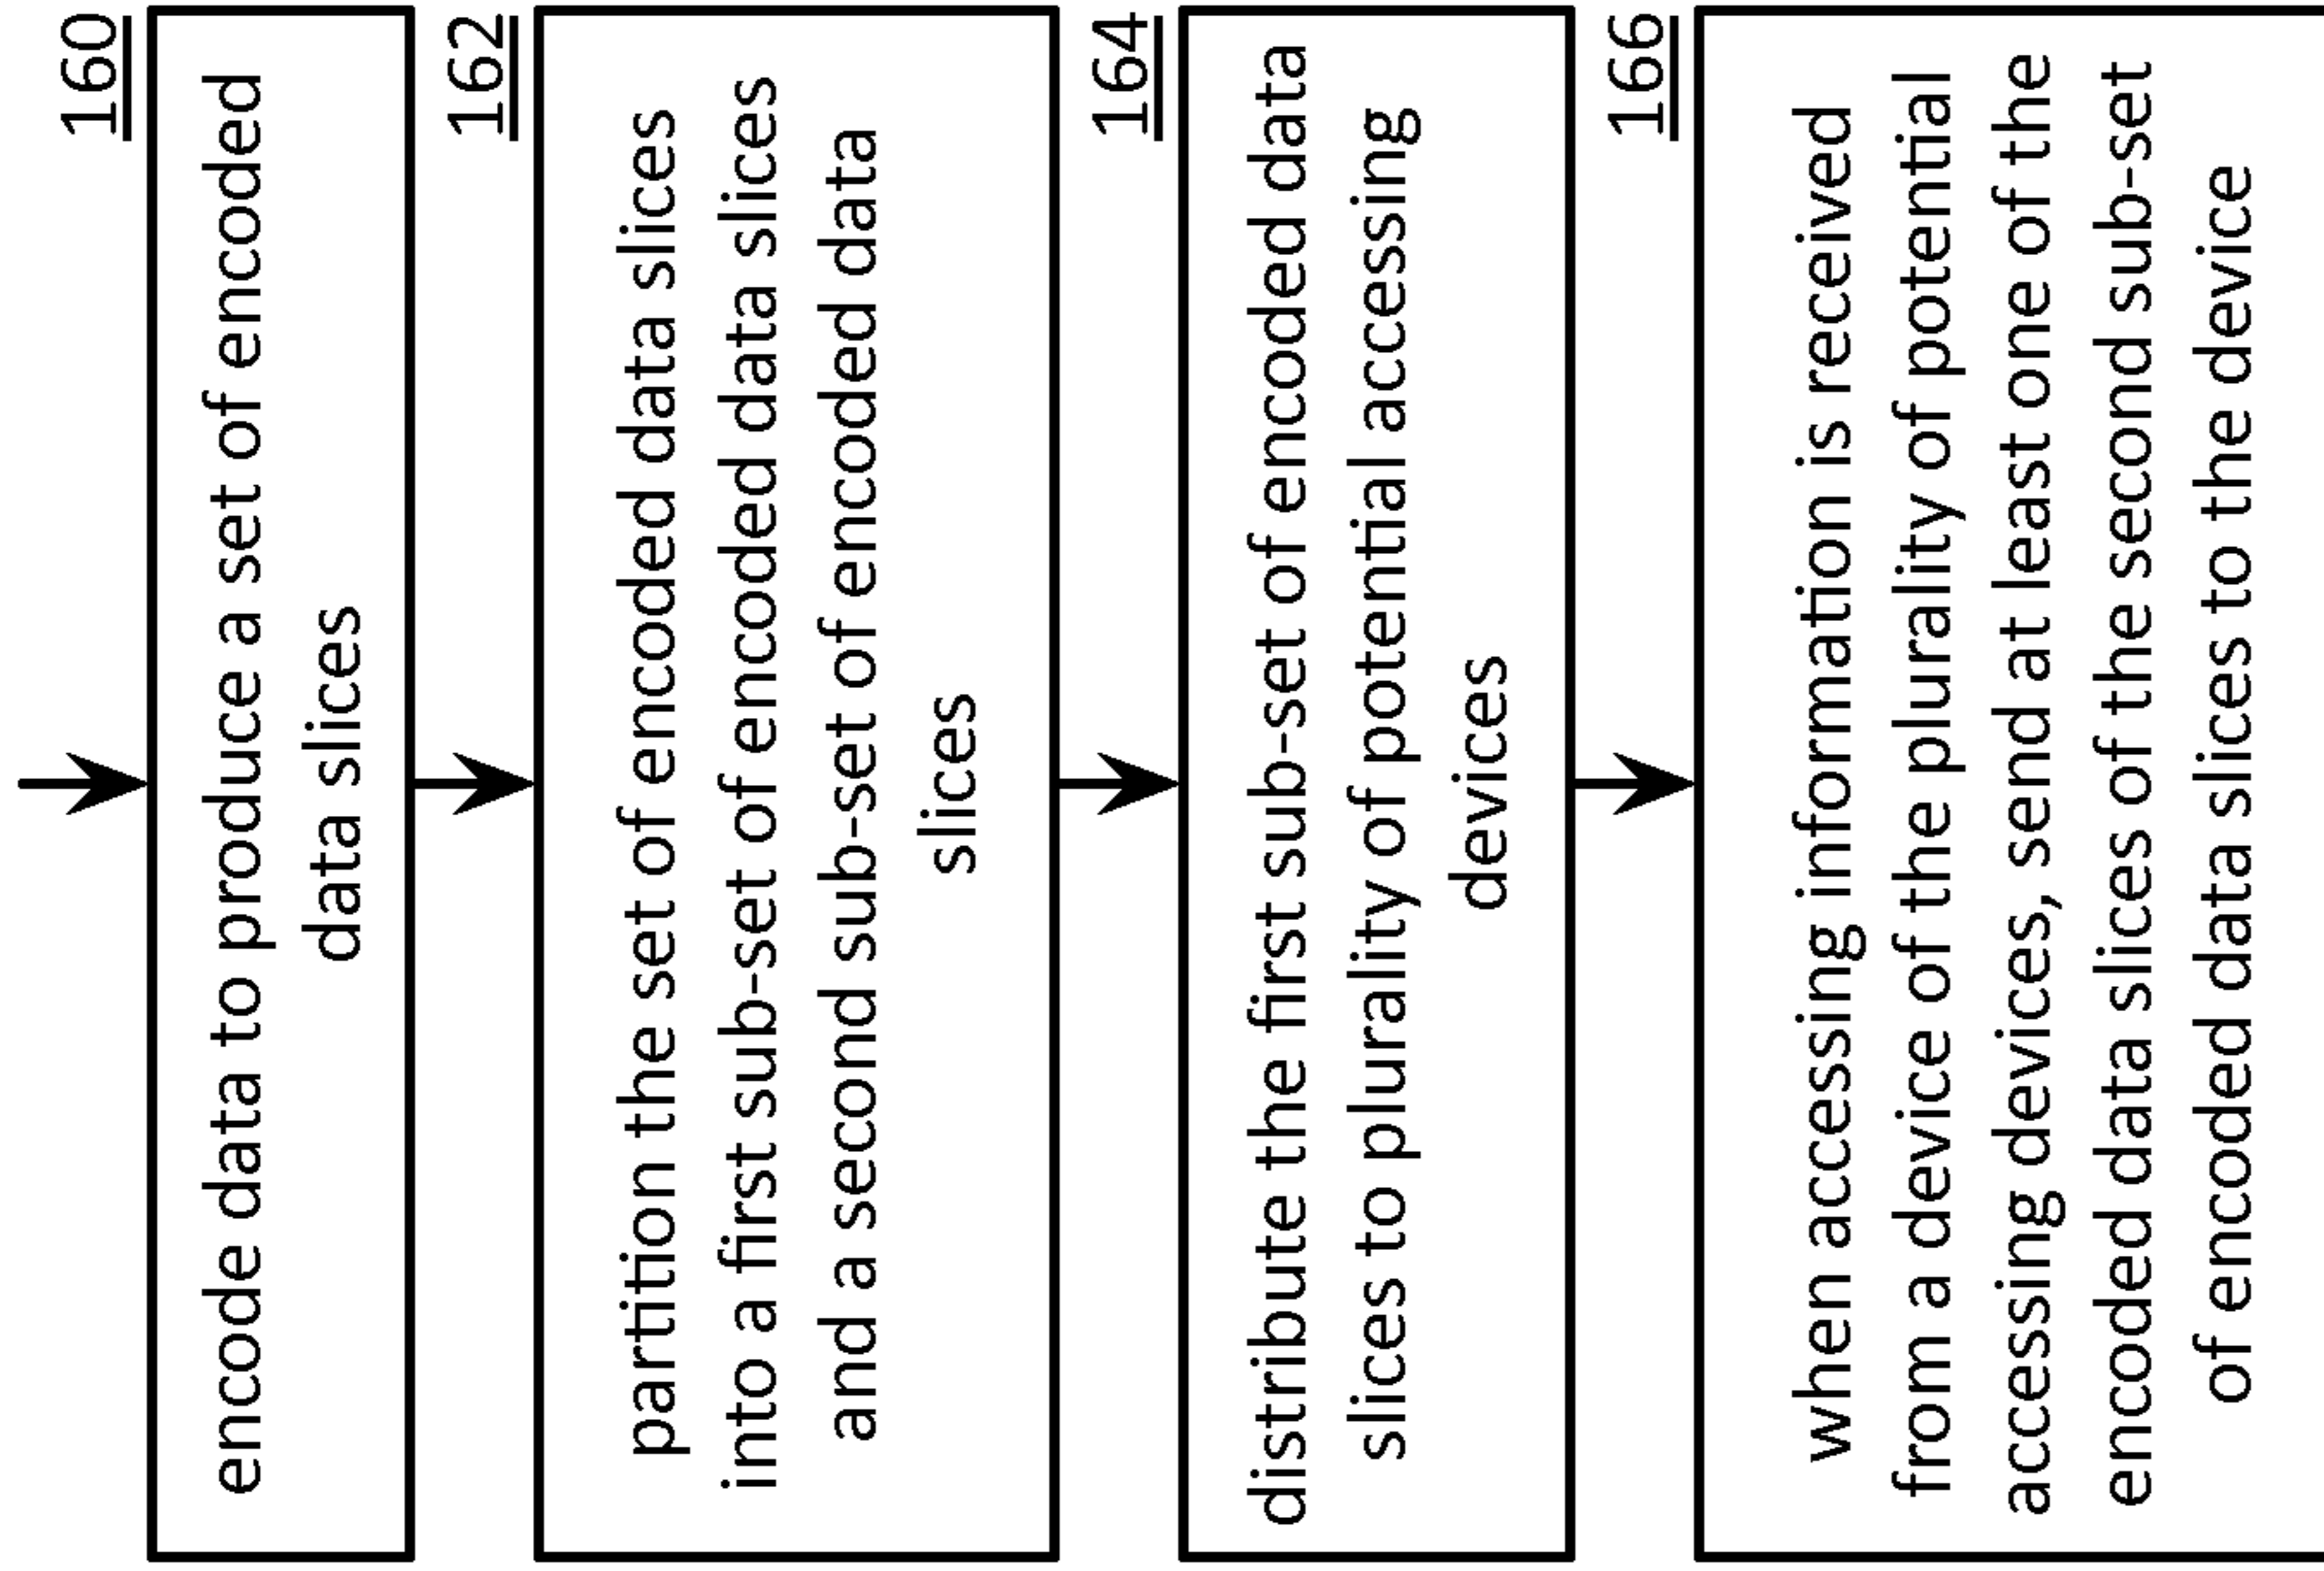 160
encode data to produce a set of encoded
data slices
162
partition the set of encoded data slices
into a first sub-set of encoded data slices
and a second sub-set of encoded data
slices
164
distribute the first sub-set of encoded data
slices to plurality of potential accessing
devices
166
when accessing information is received
from a device of the plurality of potential
accessing devices, send at least one of the
encoded data slices of the second sub-set
of encoded data slices to the device